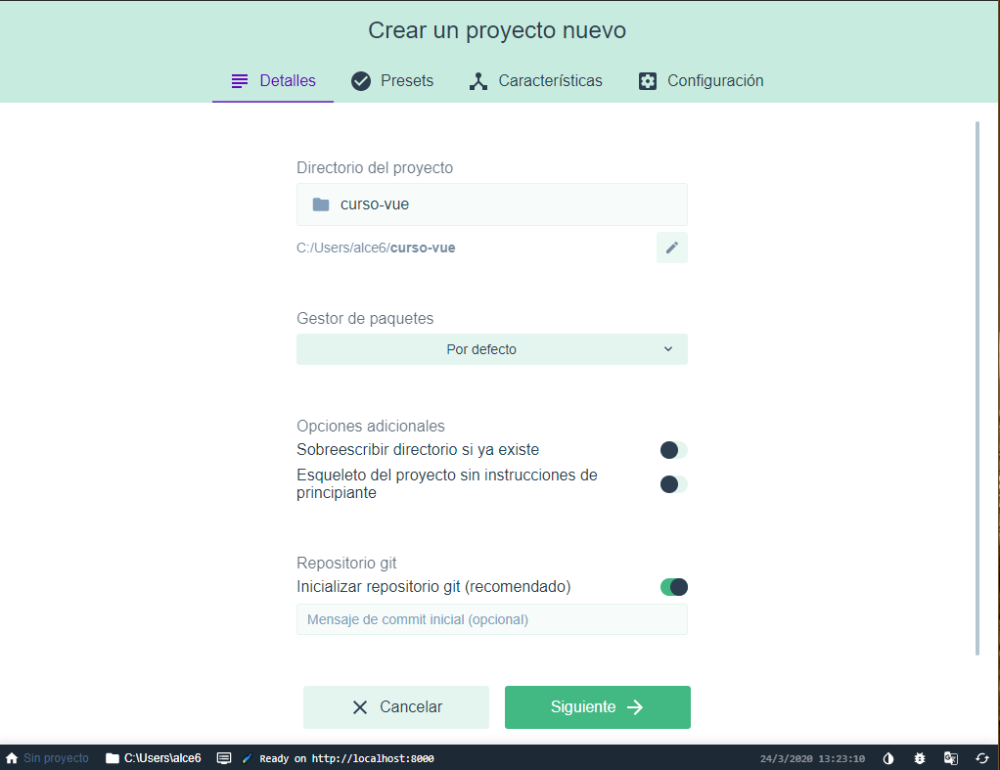 Crear un proyecto nuevo
Detalles Presets Características Configuración
Directorio del proyecto
curso-vue
C:/Users/alce6/curso-vue
Gestor de paquetes
Por defecto
Opciones adicionales
Sobreescribir directorio si ya existe
Esqueleto del proyecto sin instrucciones de
principiante
Repositorio git
Inicializar repositorio git (recomendado)
Mensaje de commit inicial (opcional)
Cancelar Siguiente
Sin proyecto C:\Users\alce6 Ready on http://localhost:8000 24/3/2020 13:23:10